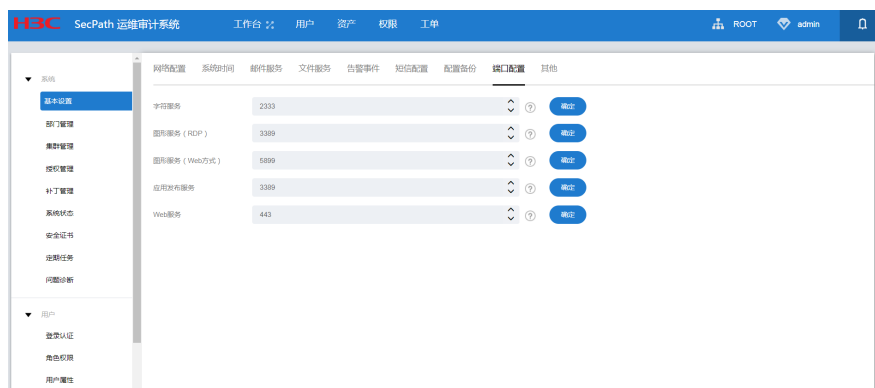 H3C SecPath 运维审计系统 工作台 用户 资产 权限 工单 ROOT admin
网络配置 系统时间 邮件服务 文件服务 告警事件 短信配置 配置备份 端口配置 其他
系统
基本设置
部门管理
集群管理
授权管理
补丁管理
系统状态
安全证书
定期任务
问题诊断
用户
登录认证
角色权限
用户属性
字符服务 2333 ? 确定
图形服务 ( RDP ) 3389 ? 确定
图形服务 ( Web方式 ) 5899 ? 确定
应用发布服务 3389 ? 确定
Web服务 443 ? 确定